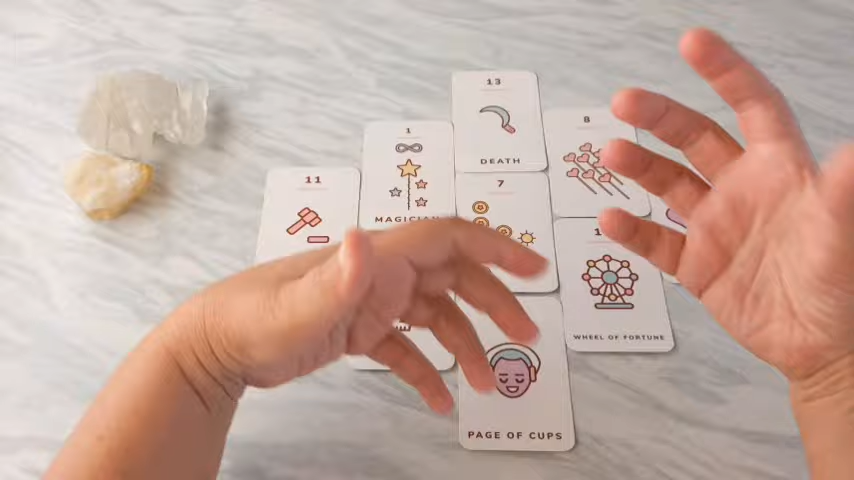 13
DEATH
1
MAGICIAN
8
11
7
WHEEL OF FORTUNE
PAGE OF CUPS